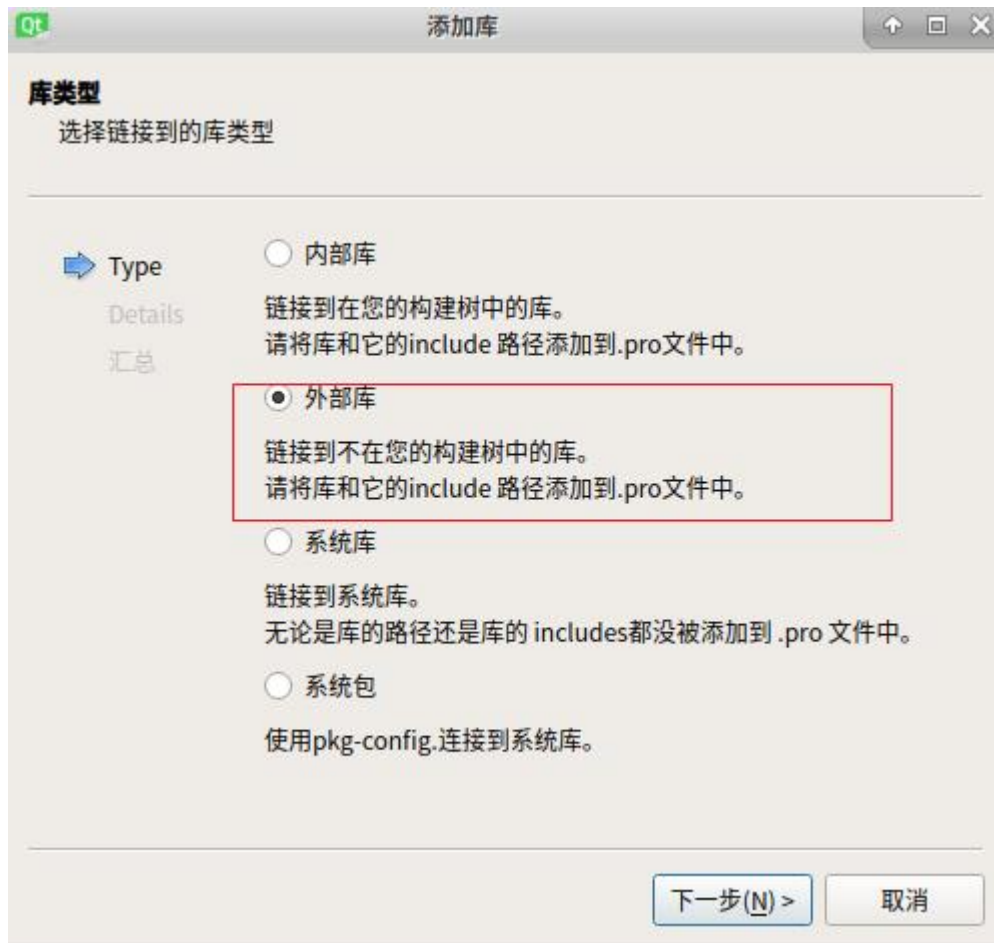 Qt
添加库
库类型
选择链接到的库类型
Type
Details
汇总
内部库
链接到在您的构建树中的库。
请将库和它的include 路径添加到.pro文件中。
外部库
链接到不在您的构建树中的库。
请将库和它的include 路径添加到.pro文件中。
系统库
链接到系统库。
无论是库的路径还是库的 includes都没被添加到 .pro 文件中。
系统包
使用pkg-config.连接到系统库。
下一步(N) >
取消